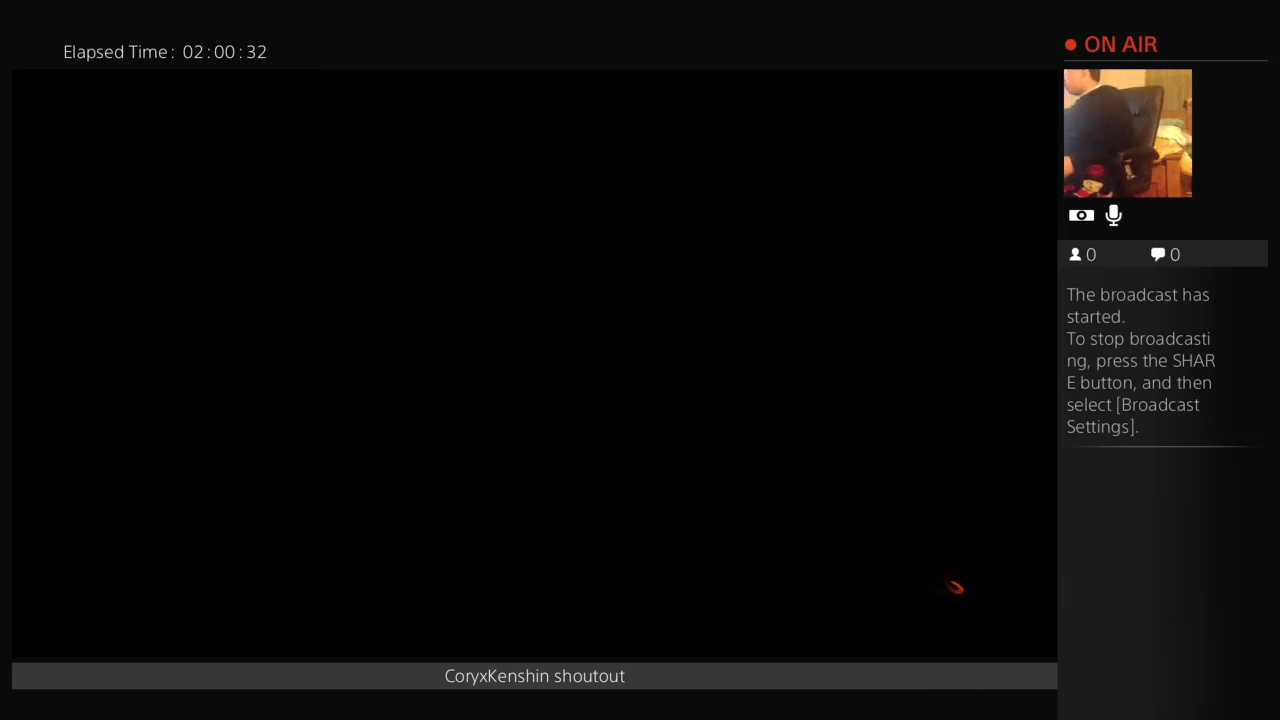 Elapsed Time: 02:00:32
ON AIR
0 0
The broadcast has
started.
To stop broadcasti
ng, press the SHAR
E button, and then
select [Broadcast
Settings].
CoryxKenshin shoutout